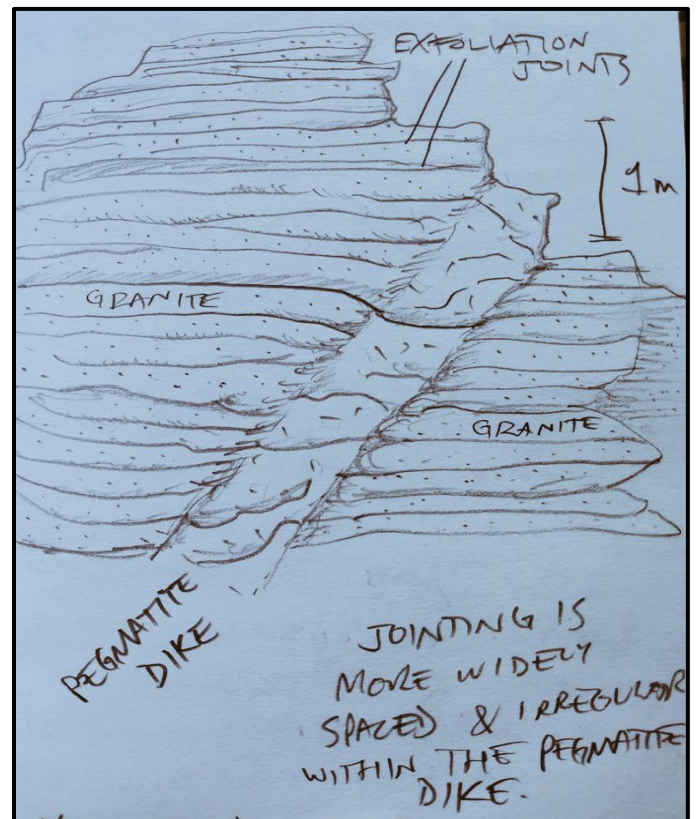 EXFOLIATION
JOINTS
1m
GRANITE
GRANITE
PEGMATITE
DIKE
JOINTING IS
MORE WIDELY
SPACED & IRREGULAR
WITHIN THE PEGMATITE
DIKE.